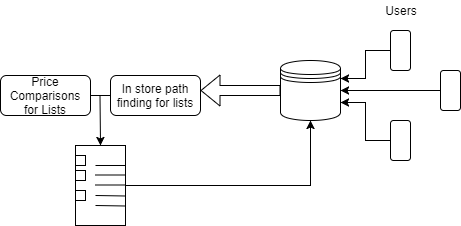 Users
Price
Comparisons
for Lists
In store path
finding for lists